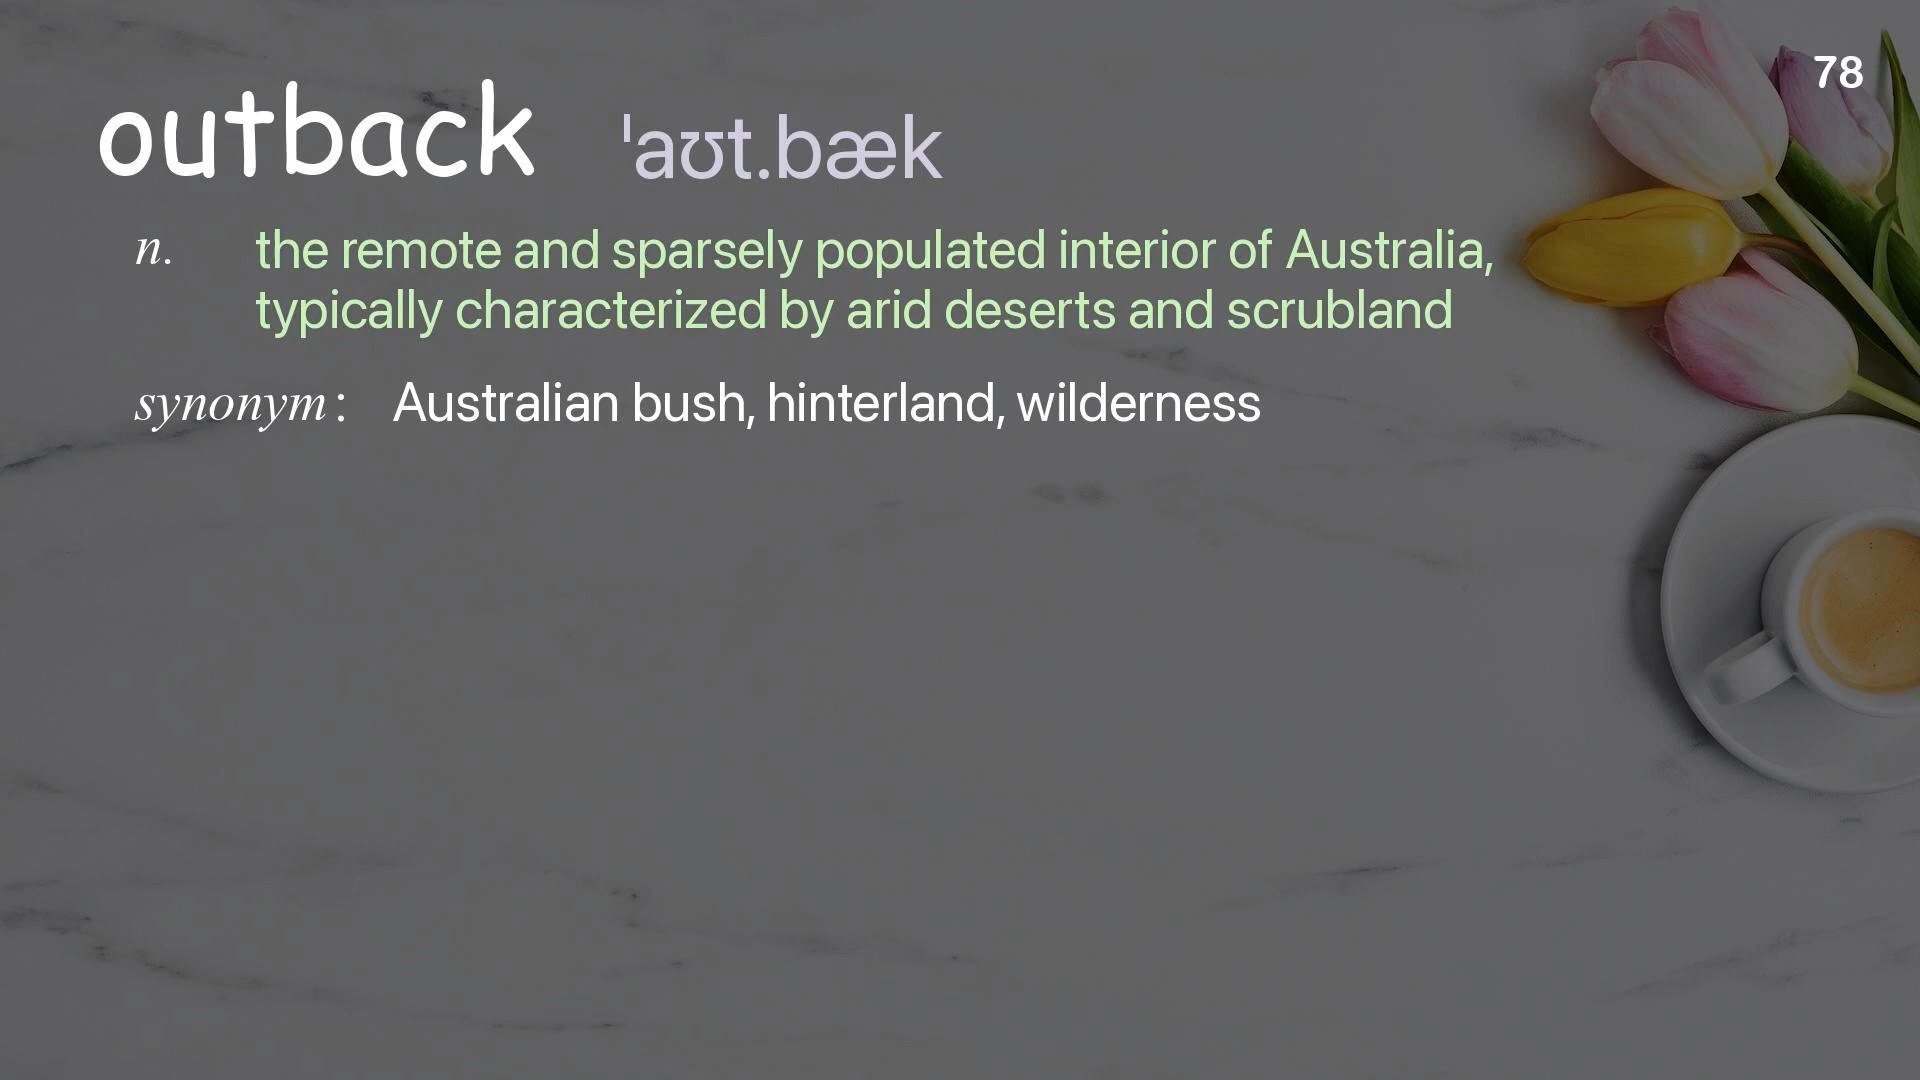 78
outback ˈaʊt.bæk
n. the remote and sparsely populated interior of Australia,
typically characterized by arid deserts and scrubland
synonym: Australian bush, hinterland, wilderness